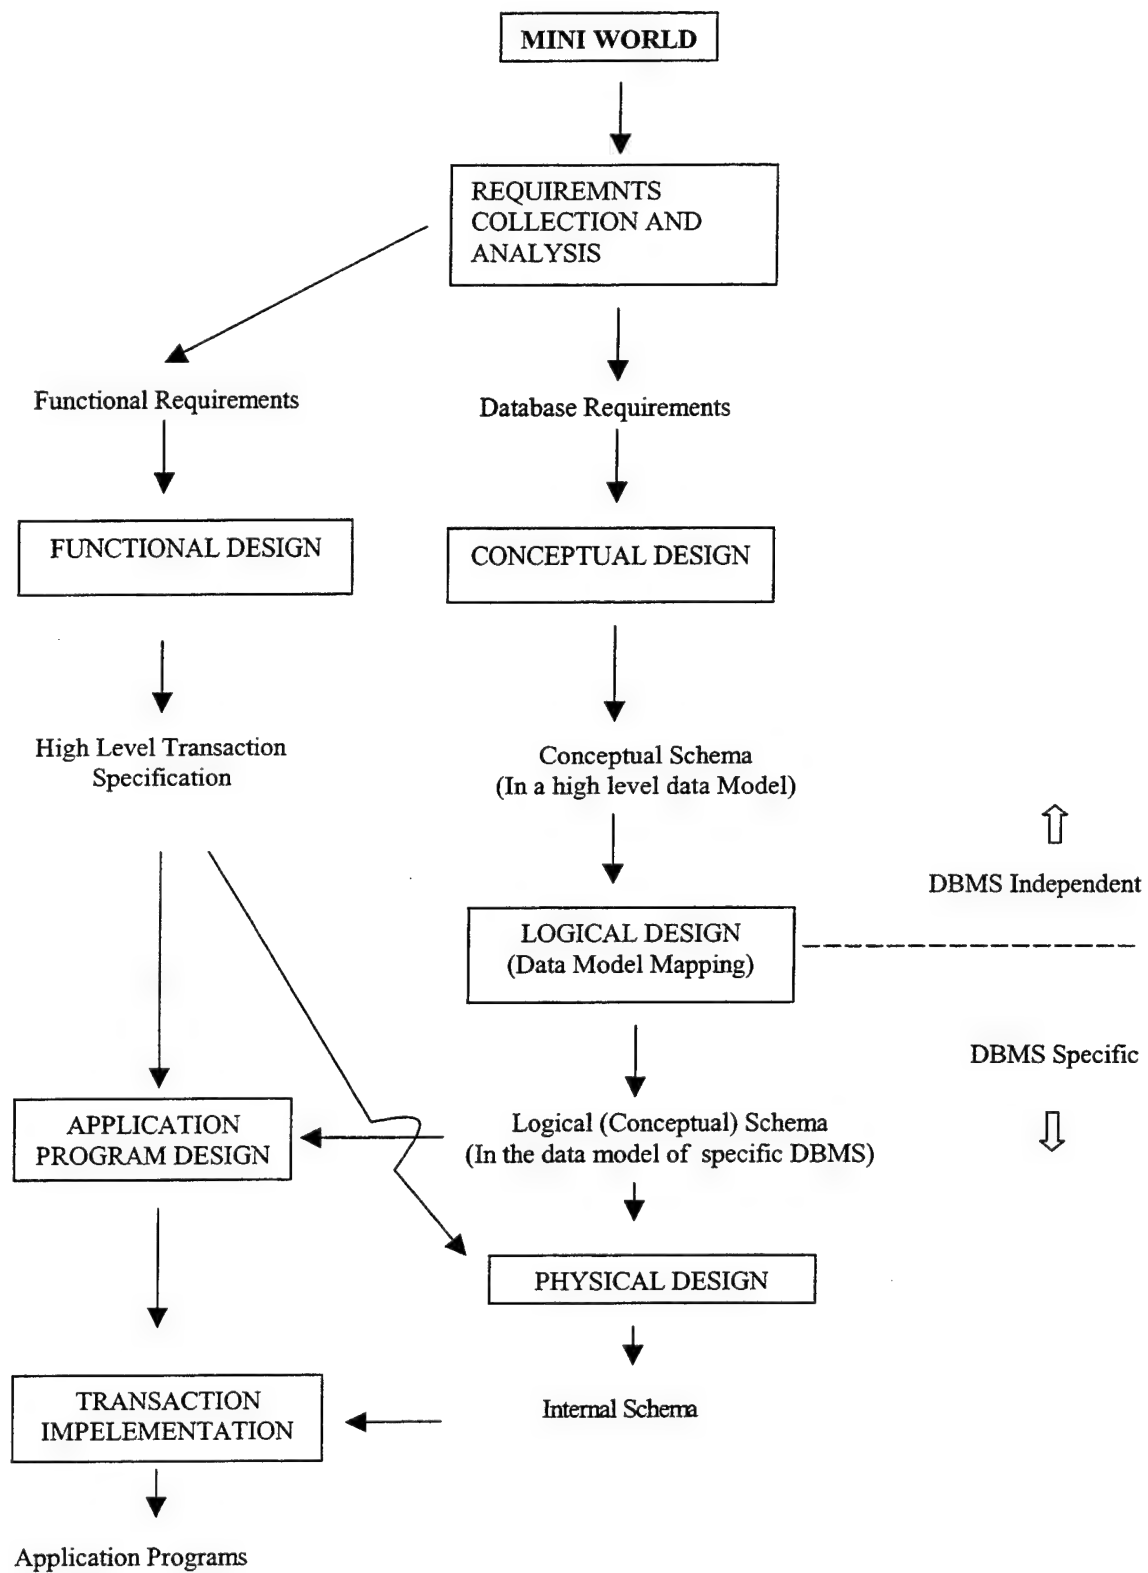 MINI WORLD
REQUIREMNTS
COLLECTION AND
ANALYSIS
Functional Requirements
Database Requirements
FUNCTIONAL DESIGN
CONCEPTUAL DESIGN
High Level Transaction
Specification
Conceptual Schema
(In a high level data Model)
DBMS Independent
LOGICAL DESIGN
(Data Model Mapping)
DBMS Specific
APPLICATION
PROGRAM DESIGN
Logical (Conceptual) Schema
(In the data model of specific DBMS)
PHYSICAL DESIGN
TRANSACTION
IMPELEMENTATION
Internal Schema
Application Programs